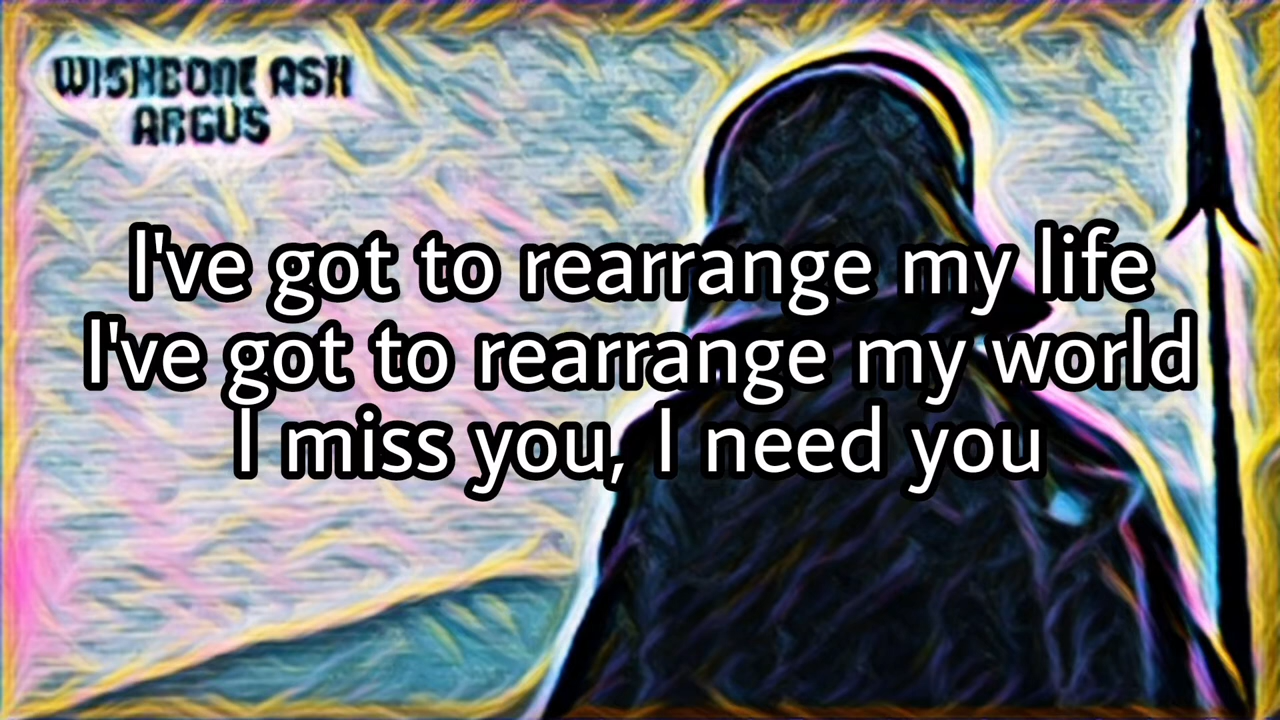 WISHBONE ASH
ARGUS
I've got to rearrange my life
I've got to rearrange my world
I miss you, I need you